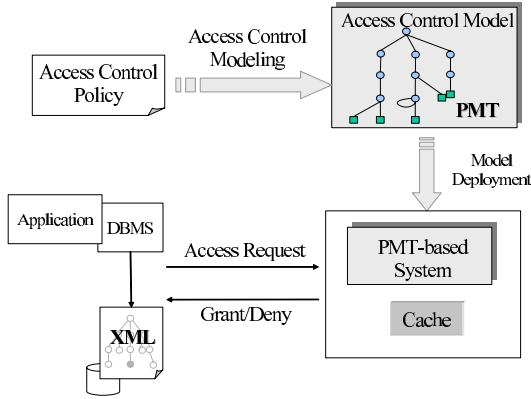 Access Control
Policy
Access Control
Modeling
Access Control Model
PMT
Model
Deployment
Application
DBMS
Access Request
Grant/Deny
PMT-based
System
Cache
XML